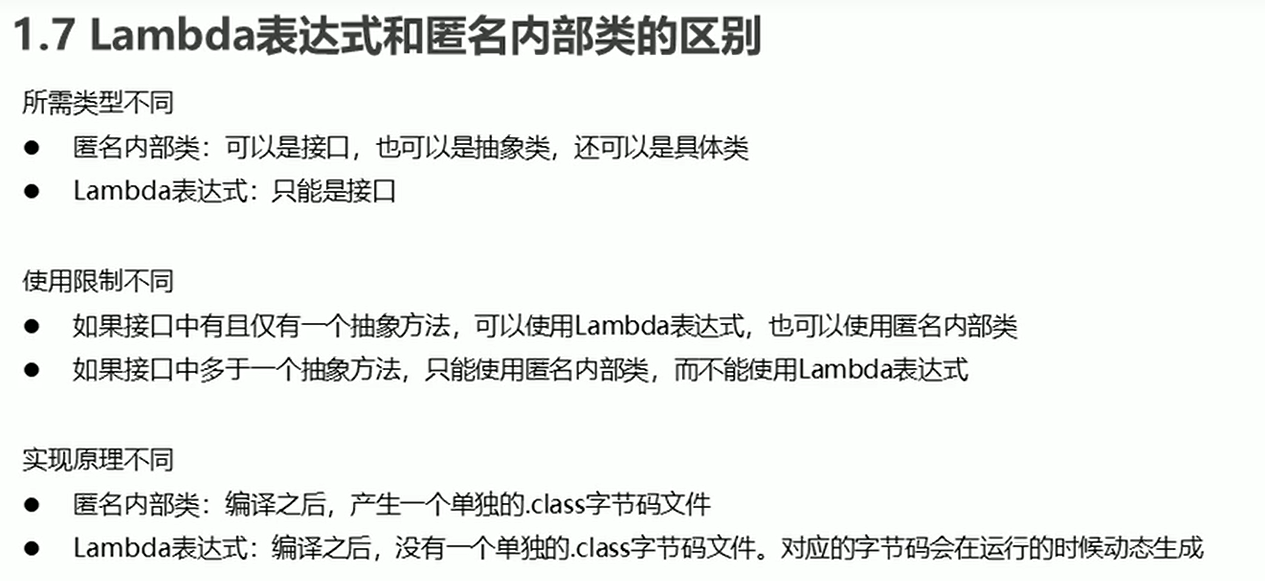 1.7 Lambda表达式和匿名内部类的区别
所需类型不同
● 匿名内部类：可以是接口，也可以是抽象类，还可以是具体类
● Lambda表达式：只能是接口
使用限制不同
● 如果接口中有且仅有一个抽象方法，可以使用Lambda表达式，也可以使用匿名内部类
● 如果接口中多于一个抽象方法，只能使用匿名内部类，而不能使用Lambda表达式
实现原理不同
● 匿名内部类：编译之后，产生一个单独的.class字节码文件
● Lambda表达式：编译之后，没有一个单独的.class字节码文件。对应的字节码会在运行的时候动态生成